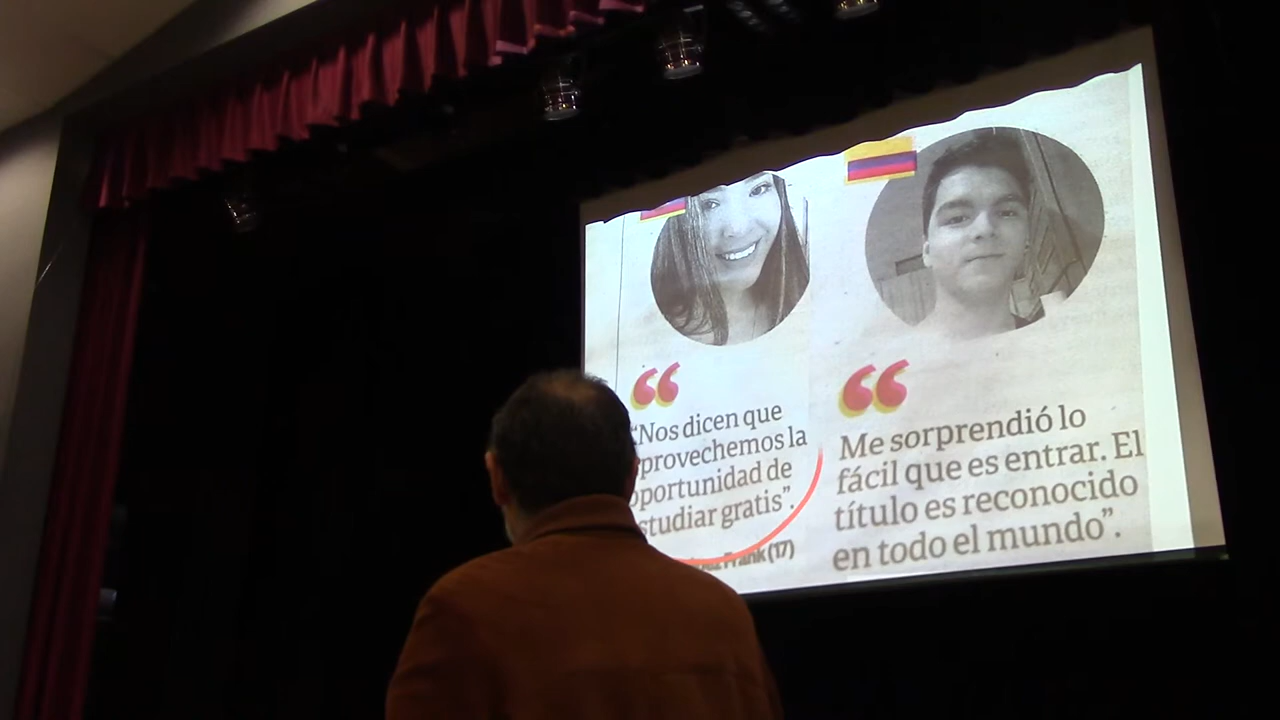 “Nos dicen que
provechemos la
oportunidad de
studiar gratis”.
Frank (17)
Me sorprendió lo
fácil que es entrar. El
título es reconocido
en todo el mundo”.